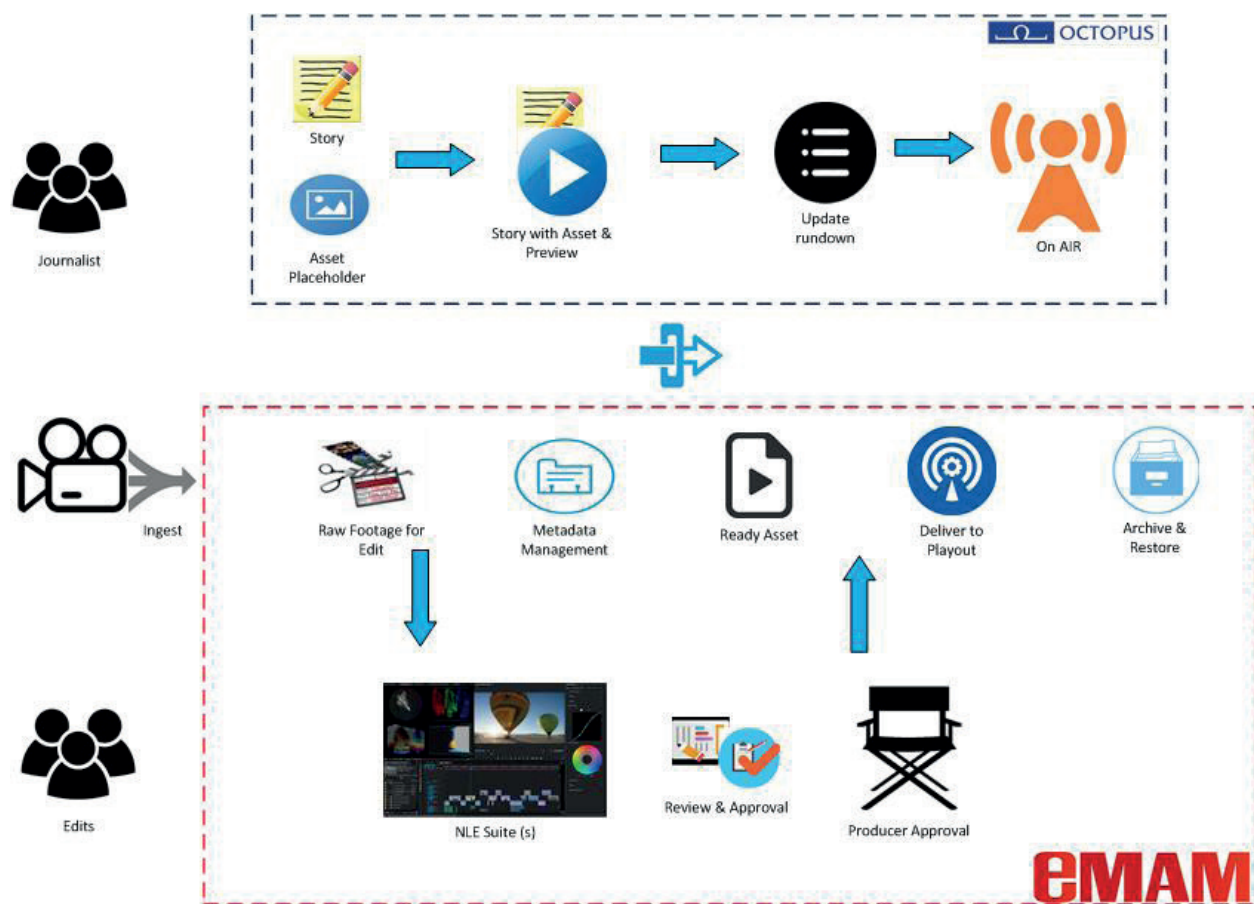 OCTOPUS
Story
Asset
Placeholder
Story with Asset &
Preview
Update
rundown
On AIR
Journalist
Ingest
Raw Footage for
Edit
Metadata
Management
Ready Asset
Deliver to
Playout
Archive &
Restore
Edits
NLE Suite (s)
Review & Approval
Producer Approval
eMAM